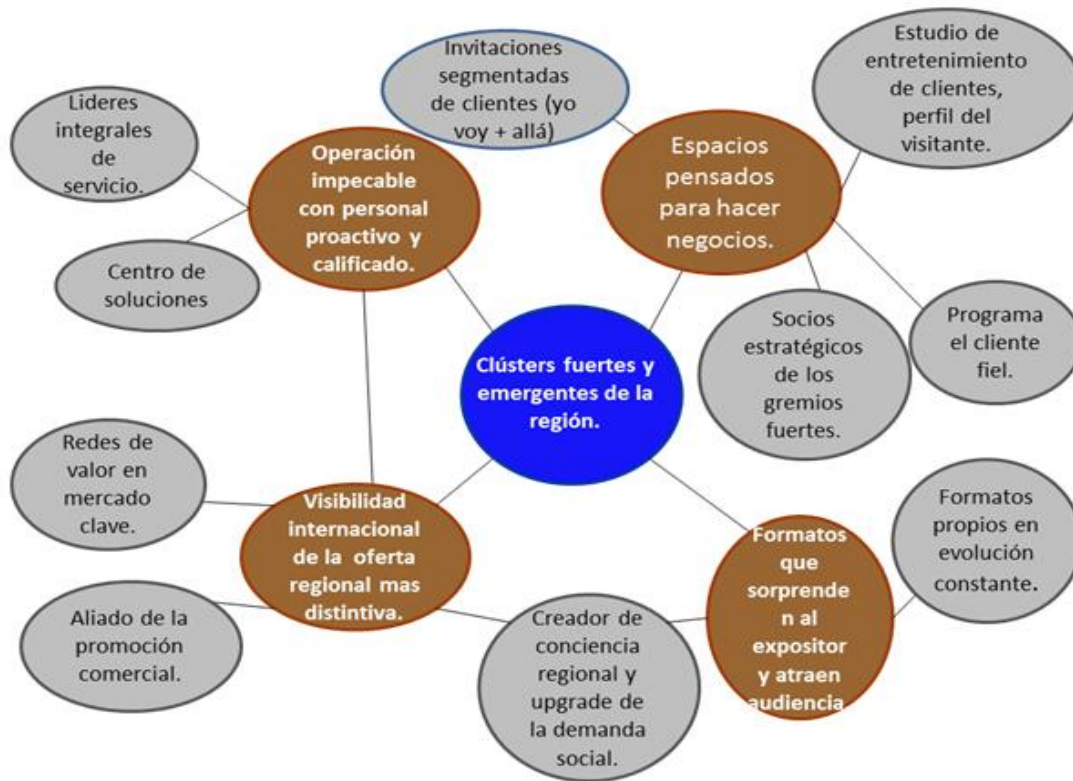 Invitaciones
segmentadas
de clientes (yo
voy + allá)
Estudio de
entretenimiento
de clientes,
perfil del
visitante.
Lideres
integrales
de
servicio.
Operación
impecable
con personal
proactivo y
calificado.
Espacios
pensados
para hacer
negocios.
Centro de
soluciones
Clústers fuertes y
emergentes de la
región.
Socios
estratégicos
de los
gremios
fuertes.
Programa
el cliente
fiel.
Redes de
valor en
mercado
clave.
Visibilidad
internacional
de la oferta
regional mas
distintiva.
Formatos
que
sorprende
n al
expositor
y atraen
audiencia
Formatos
propios en
evolución
constante.
Aliado de la
promoción
comercial.
Creador de
conciencia
regional y
upgrade de
la demanda
social.